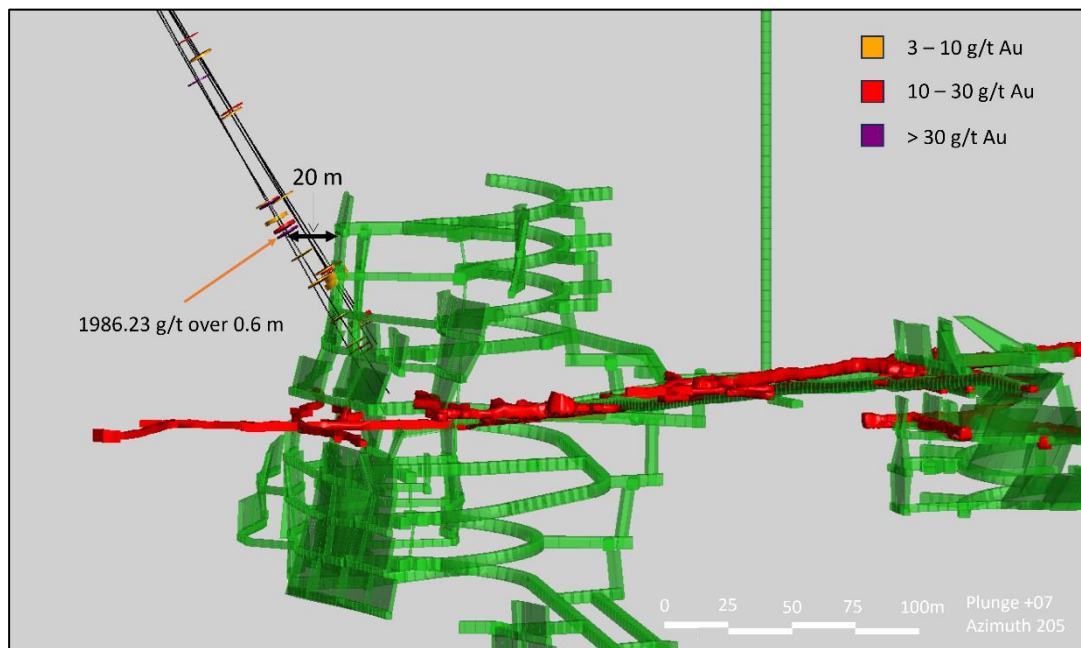 3 – 10 g/t Au
10 – 30 g/t Au
> 30 g/t Au
20 m
1986.23 g/t over 0.6 m
0 25 50 75 100m
Plunge +07
Azimuth 205